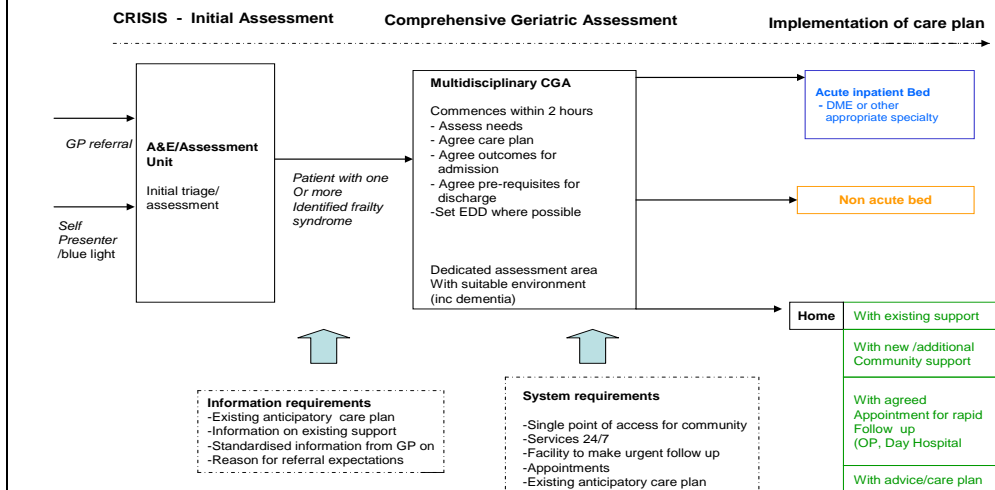 CRISIS - Initial Assessment
Comprehensive Geriatric Assessment
Implementation of care plan
GP referral
Self
Presenter
/blue light
A&E/Assessment
Unit
Initial triage/
assessment
Patient with one
Or more
Identified frailty
syndrome
Multidisciplinary CGA
Commences within 2 hours
- Assess needs
- Agree care plan
- Agree outcomes for
admission
- Agree pre-requisites for
discharge
-Set EDD where possible
Dedicated assessment area
With suitable environment
(inc dementia)
Acute inpatient Bed
- DME or other
appropriate specialty
Non acute bed
Home
With existing support
With new /additional
Community support
With agreed
Appointment for rapid
Follow up
(OP, Day Hospital
With advice/care plan
Information requirements
-Existing anticipatory care plan
-Information on existing support
-Standardised information from GP on
-Reason for referral expectations
System requirements
-Single point of access for community
-Services 24/7
-Facility to make urgent follow up
-Appointments
-Existing anticipatory care plan